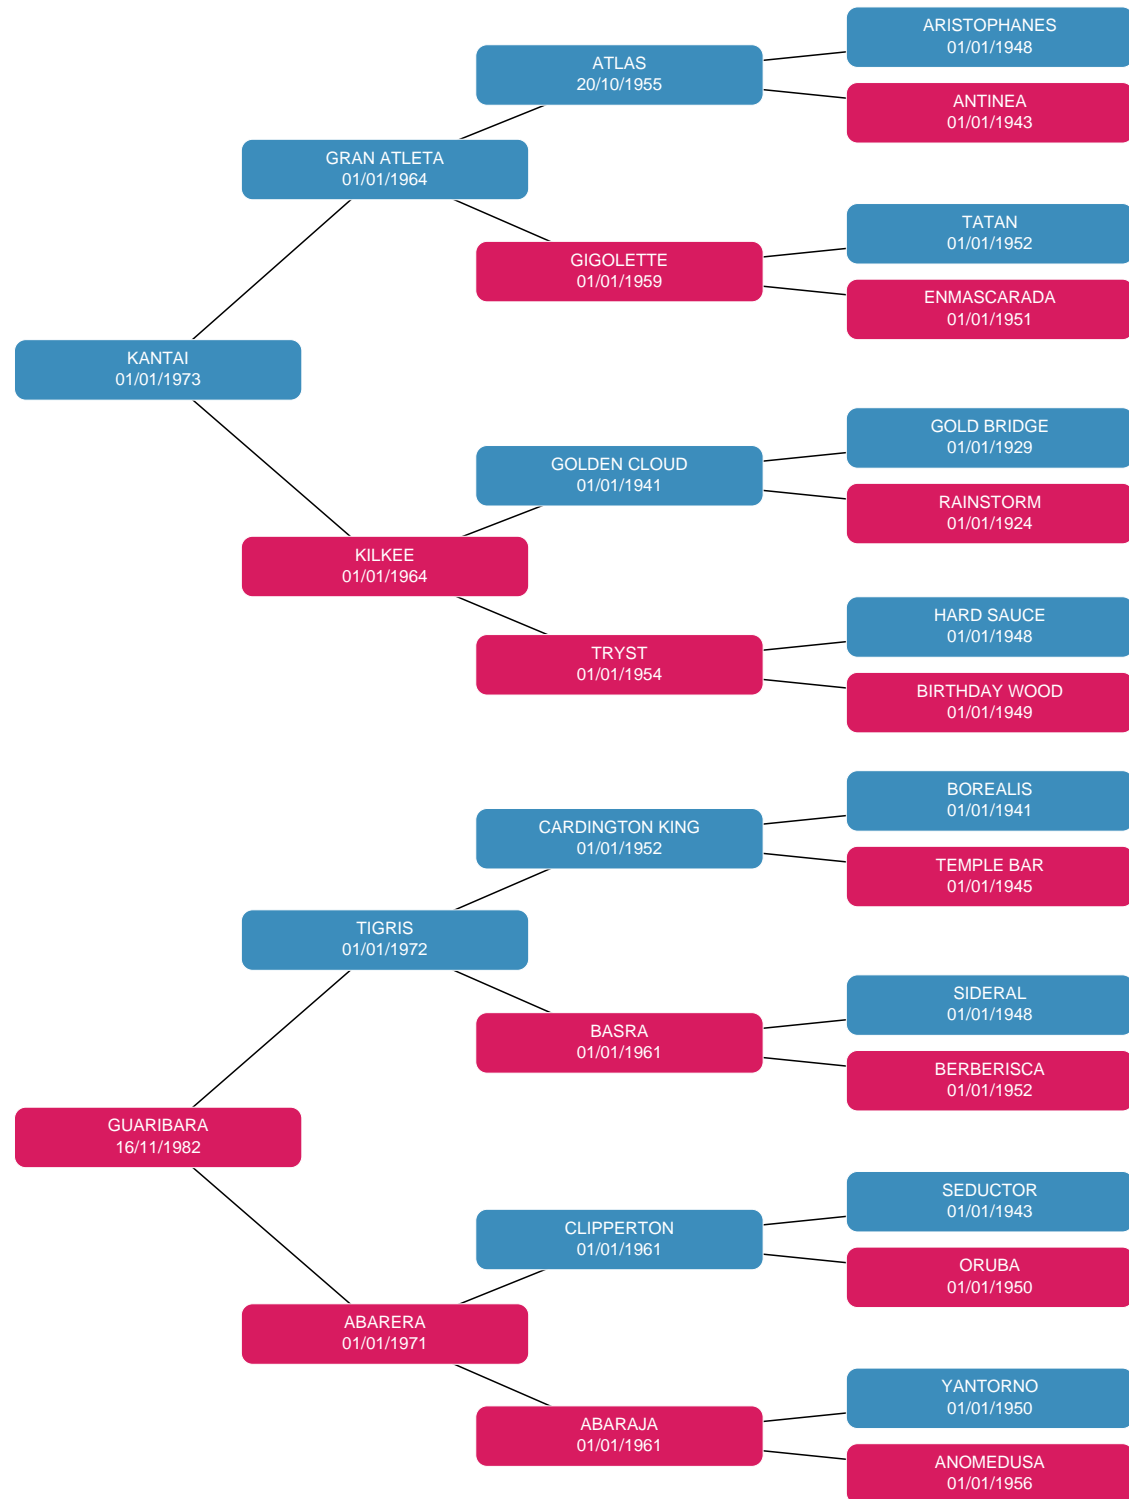 ARISTOPHANES
01/01/1948
ATLAS
20/10/1955
ANTINEA
01/01/1943
GRAN ATLETA
01/01/1964
TATAN
01/01/1952
GIGOLETTE
01/01/1959
ENMASCARADA
01/01/1951
KANTAI
01/01/1973
GOLD BRIDGE
01/01/1929
GOLDEN CLOUD
01/01/1941
RAINSTORM
01/01/1924
KILKEE
01/01/1964
HARD SAUCE
01/01/1948
TRYST
01/01/1954
BIRTHDAY WOOD
01/01/1949
BOREALIS
01/01/1941
CARDINGTON KING
01/01/1952
TEMPLE BAR
01/01/1945
TIGRIS
01/01/1972
SIDERAL
01/01/1948
BASRA
01/01/1961
BERBERISCA
01/01/1952
GUARIBARA
16/11/1982
SEDUCTOR
01/01/1943
CLIPPERTON
01/01/1961
ORUBA
01/01/1950
ABARERA
01/01/1971
YANTORNO
01/01/1950
ABARAJA
01/01/1961
ANOMEDUSA
01/01/1956